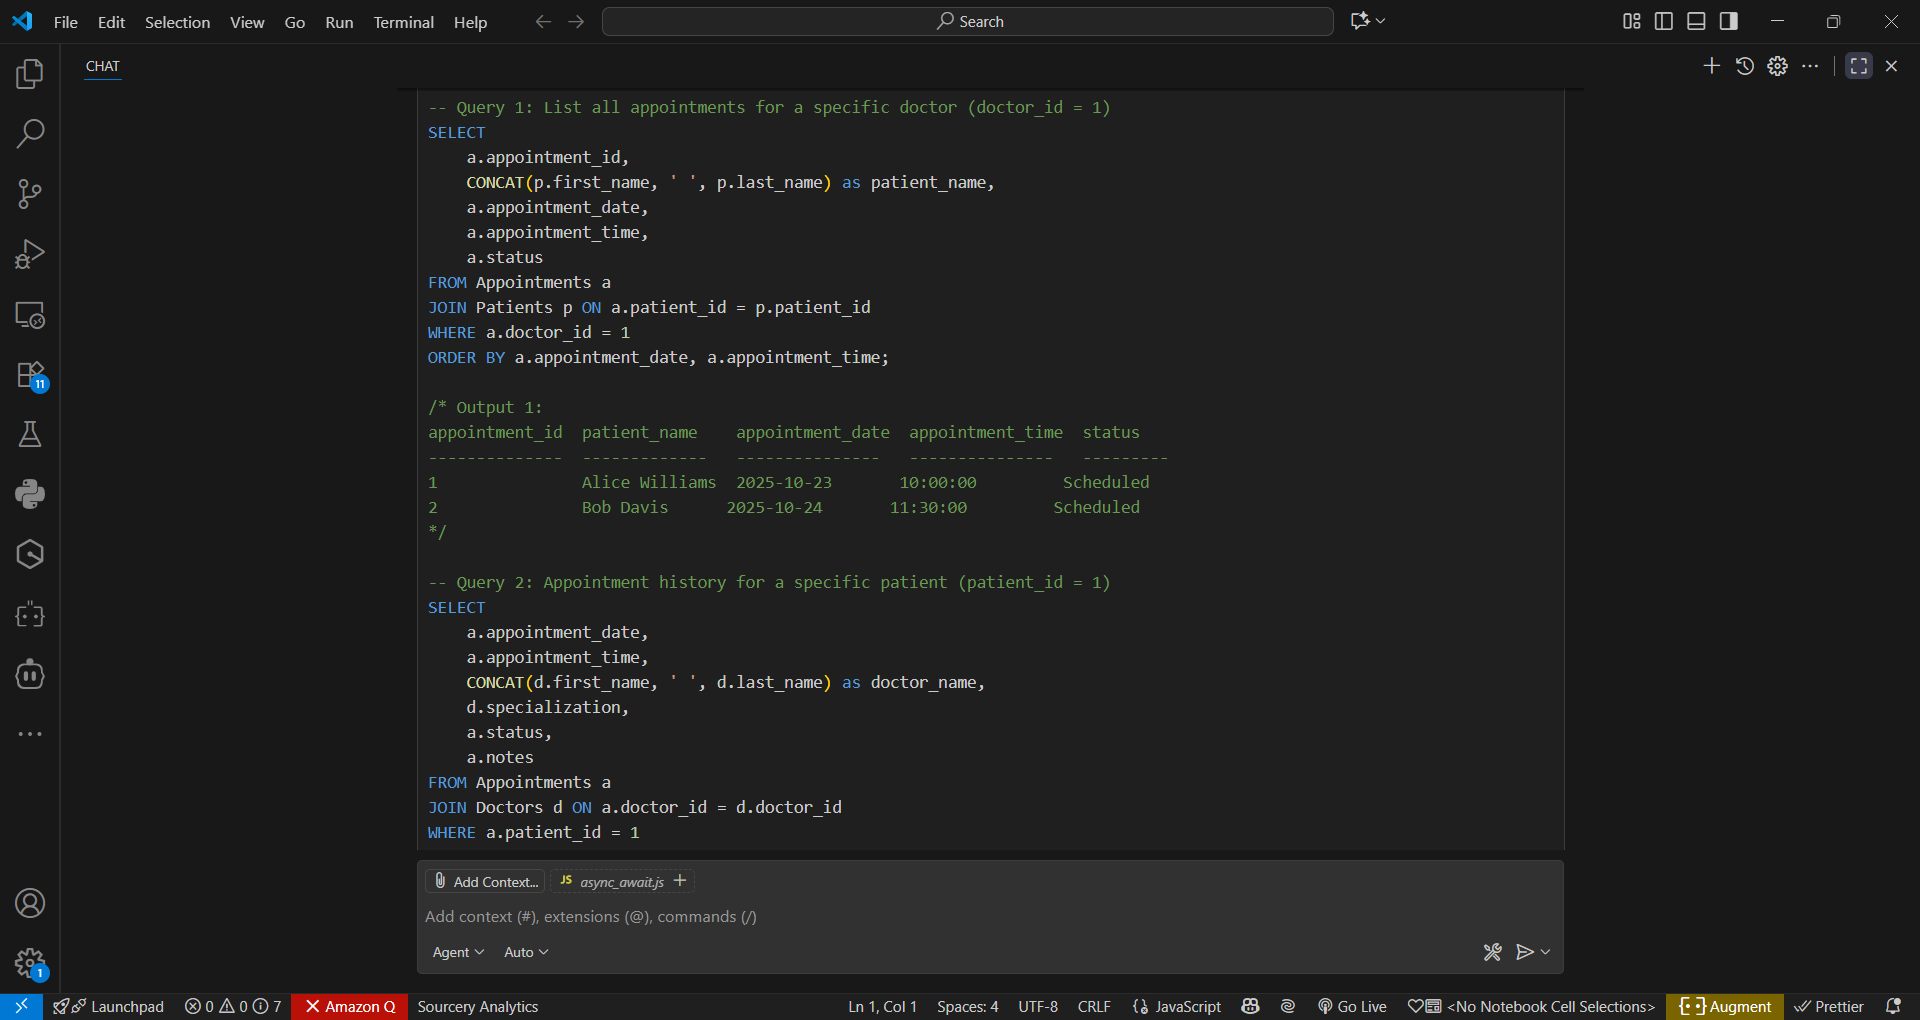 File Edit Selection View Go Run Terminal Help Search
CHAT
-- Query 1: List all appointments for a specific doctor (doctor_id = 1)
SELECT
    a.appointment_id,
    CONCAT(p.first_name, ' ', p.last_name) as patient_name,
    a.appointment_date,
    a.appointment_time,
    a.status
FROM Appointments a
JOIN Patients p ON a.patient_id = p.patient_id
WHERE a.doctor_id = 1
ORDER BY a.appointment_date, a.appointment_time;
/* Output 1:
appointment_id  patient_name    appointment_date  appointment_time  status
--------------  -------------   ---------------   ---------------   ---------
1               Alice Williams  2025-10-23       10:00:00         Scheduled
2               Bob Davis      2025-10-24       11:30:00         Scheduled
*/
-- Query 2: Appointment history for a specific patient (patient_id = 1)
SELECT
    a.appointment_date,
    a.appointment_time,
    CONCAT(d.first_name, ' ', d.last_name) as doctor_name,
    d.specialization,
    a.status,
    a.notes
FROM Appointments a
JOIN Doctors d ON a.doctor_id = d.doctor_id
WHERE a.patient_id = 1
11
1
Add Context... JS async_await.js +
Add context (#), extensions (@), commands (/)
Agent Auto
Launchpad 0 0 7 Amazon Q Sourcery Analytics Ln 1, Col 1 Spaces: 4 UTF-8 CRLF JavaScript Go Live <No Notebook Cell Selections> Augment Prettier